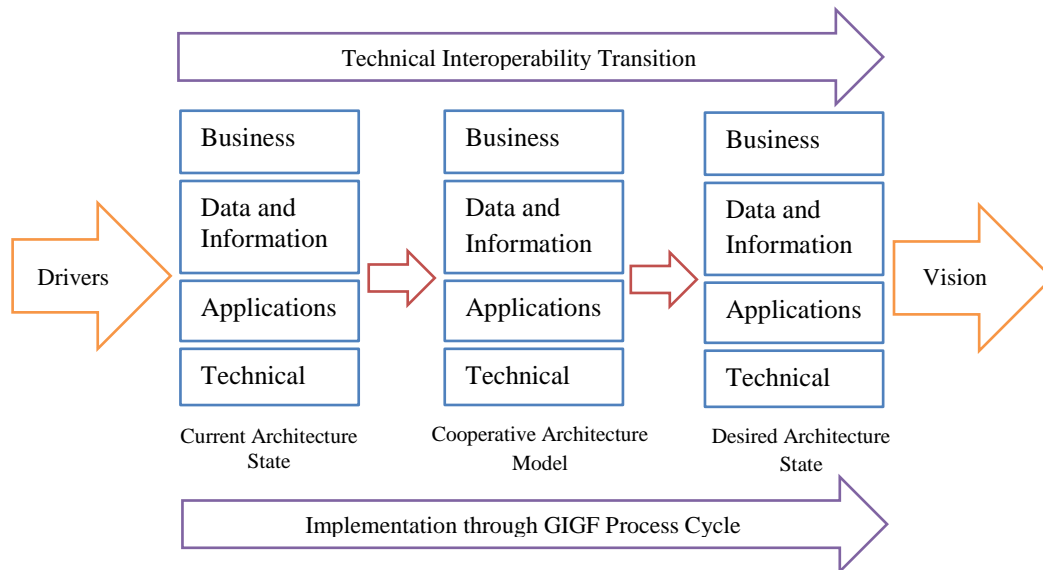 Technical Interoperability Transition
Drivers
Business
Data and
Information
Applications
Technical
Current Architecture
State
Business
Data and
Information
Applications
Technical
Cooperative Architecture
Model
Business
Data and
Information
Applications
Technical
Desired Architecture
State
Vision
Implementation through GIGF Process Cycle